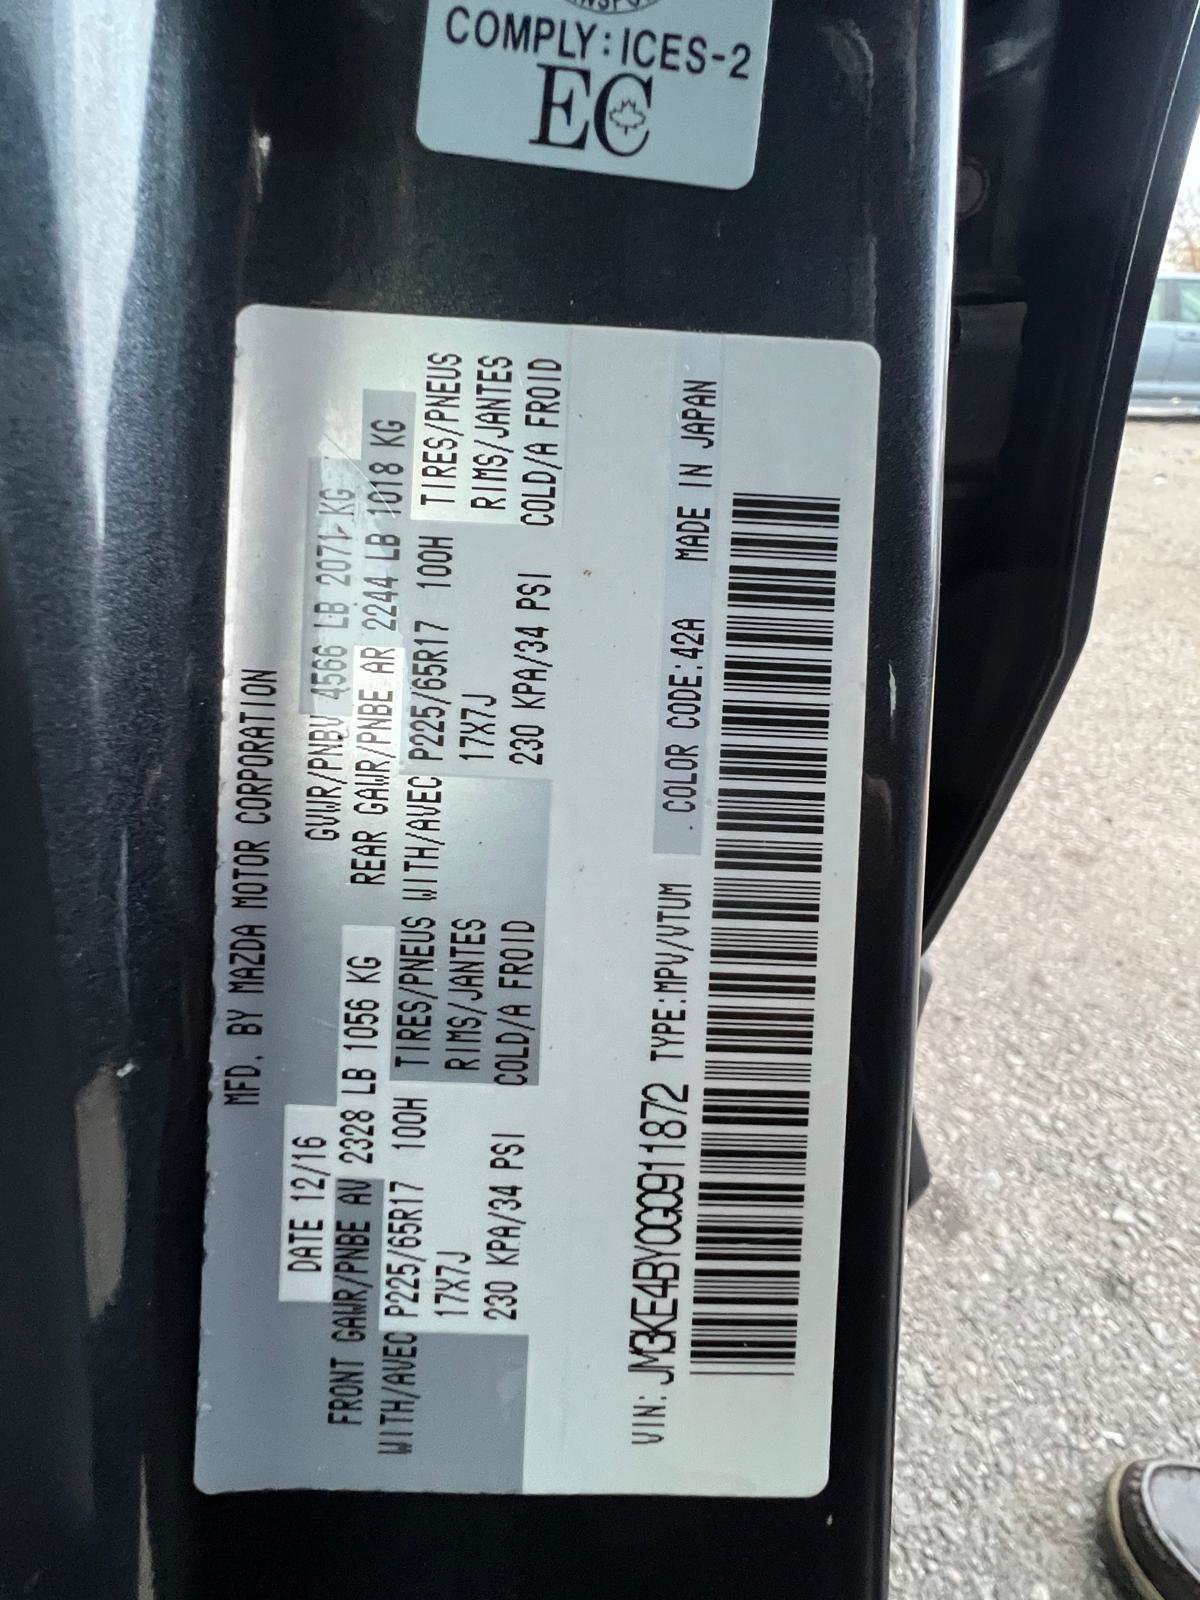 COMPLY: ICES-2
EC
MFD. BY MAZDA MOTOR CORPORATION
DATE 12/16 GVWR/PNBV 4566 LB 2071 KG
FRONT GAWR/PNBE AV 2328 LB 1056 KG REAR GAWR/PNBE AR 2244 LB 1018 KG
WITH/AVEC P225/65R17 100H TIRES/PNEUS WITH/AVEC P225/65R17 100H TIRES/PNEUS
17X7J RIMS/JANTES 17X7J RIMS/JANTES
230 KPA/34 PSI COLD/A FROID 230 KPA/34 PSI COLD/A FROID
VIN: JM3KE4BY0G0911872 TYPE:MPV/VTUM COLOR CODE:42A MADE IN JAPAN